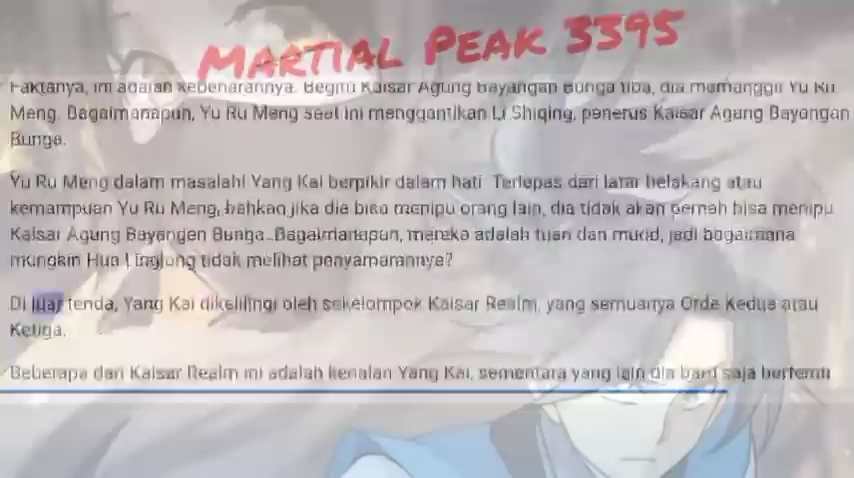 MARTIAL PEAK 3395
Faktanya, ini adalah kebenarannya. Begitu Kaisar Agung Bayangan Bunga tiba, dia memanggil Yu Ru
Meng. Bagaimanapun, Yu Ru Meng saat ini menggantikan Li Shiqing, penerus Kaisar Agung Bayangan
Bunga.
Yu Ru Meng dalam masalah! Yang Kai berpikir dalam hati. Terlepas dari latar belakang atau
kemampuan Yu Ru Meng, bahkan jika dia bisa menipu orang lain, dia tidak akan pernah bisa menipu
Kaisar Agung Bayangan Bunga. Bagaimanapun, mereka adalah tuan dan murid, jadi bagaimana
mungkin Hua Linglong tidak melihat penyamarannya?
Di luar tenda, Yang Kai dikelilingi oleh sekelompok Kaisar Realm, yang semuanya Orde Kedua atau
Ketiga.
Beberapa dari Kaisar Realm ini adalah kenalan Yang Kai, sementara yang lain dia baru saja bertemu